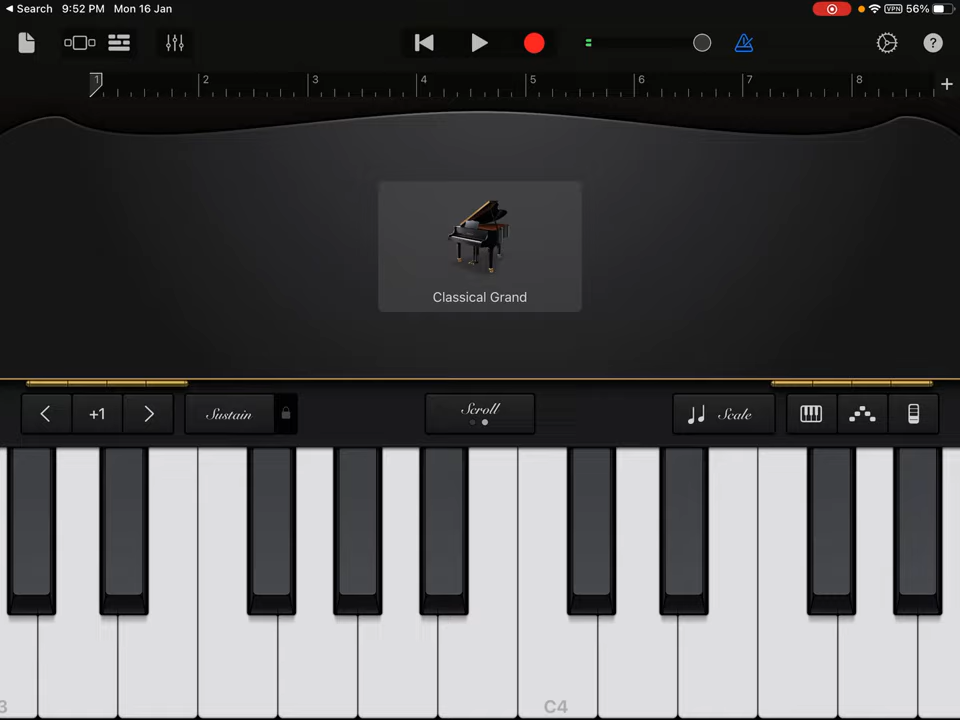 Search 9:52 PM Mon 16 Jan VPN 56%
?
1 2 3 4 5 6 7 8 +
Classical Grand
+1 Sustain Scroll Scale
3 C4